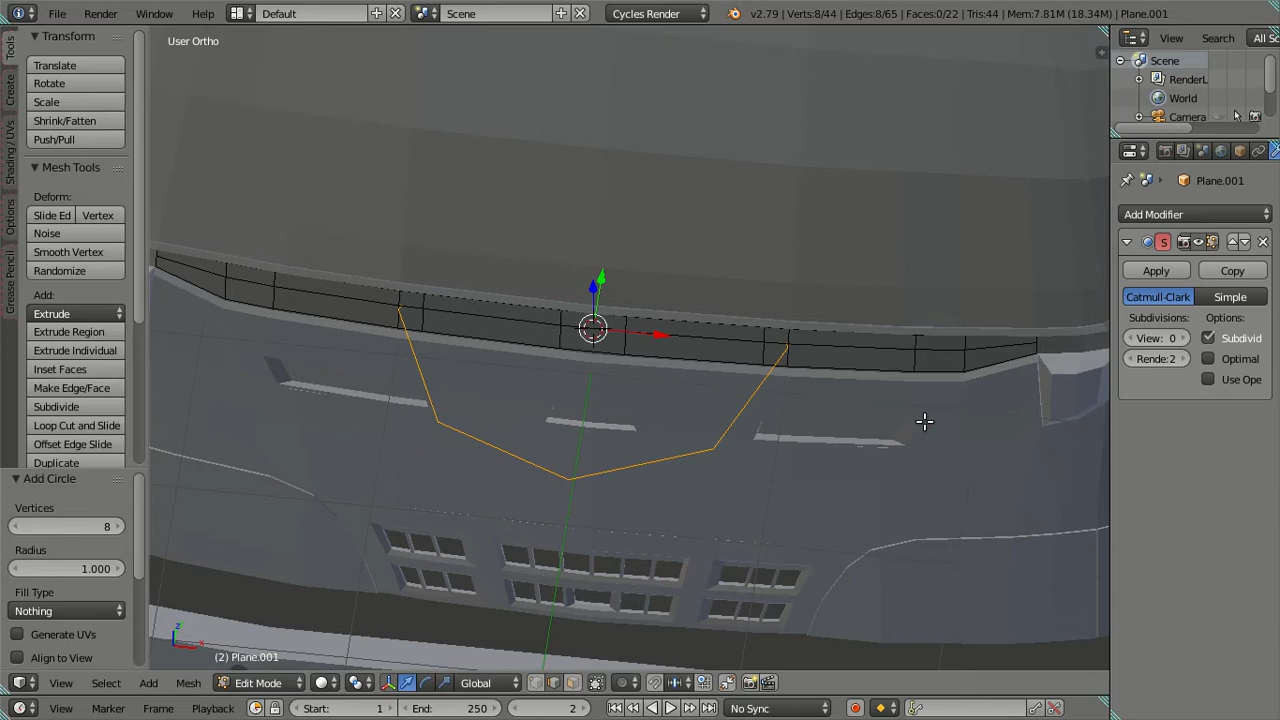 File Render Window Help Default Scene Cycles Render v2.79 | Verts:8/44 | Edges:8/65 | Faces:0/22 | Tris:44 | Mem:7.81M (18.34M) | Plane.001
Tools
Create
Shading / UVs
Options
Grease Pencil
Transform
Translate
Rotate
Scale
Shrink/Fatten
Push/Pull
Mesh Tools
Deform:
Slide Ed Vertex
Noise
Smooth Vertex
Randomize
Add:
Extrude
Extrude Region
Extrude Individual
Inset Faces
Make Edge/Face
Subdivide
Loop Cut and Slide
Offset Edge Slide
Duplicate
Add Circle
Vertices
8
Radius
1.000
Fill Type
Nothing
Generate UVs
Align to View
User Ortho
z
x
(2) Plane.001
View Search All Sc
Scene
RenderL
World
Camera
Plane.001
Add Modifier
S
Apply Copy
Catmull-Clark Simple
Subdivisions: Options:
View: 0 Subdivid
Rende:2 Optimal
Use Ope
View Select Add Mesh Edit Mode Global
View Marker Frame Playback Start: 1 End: 250 2 No Sync